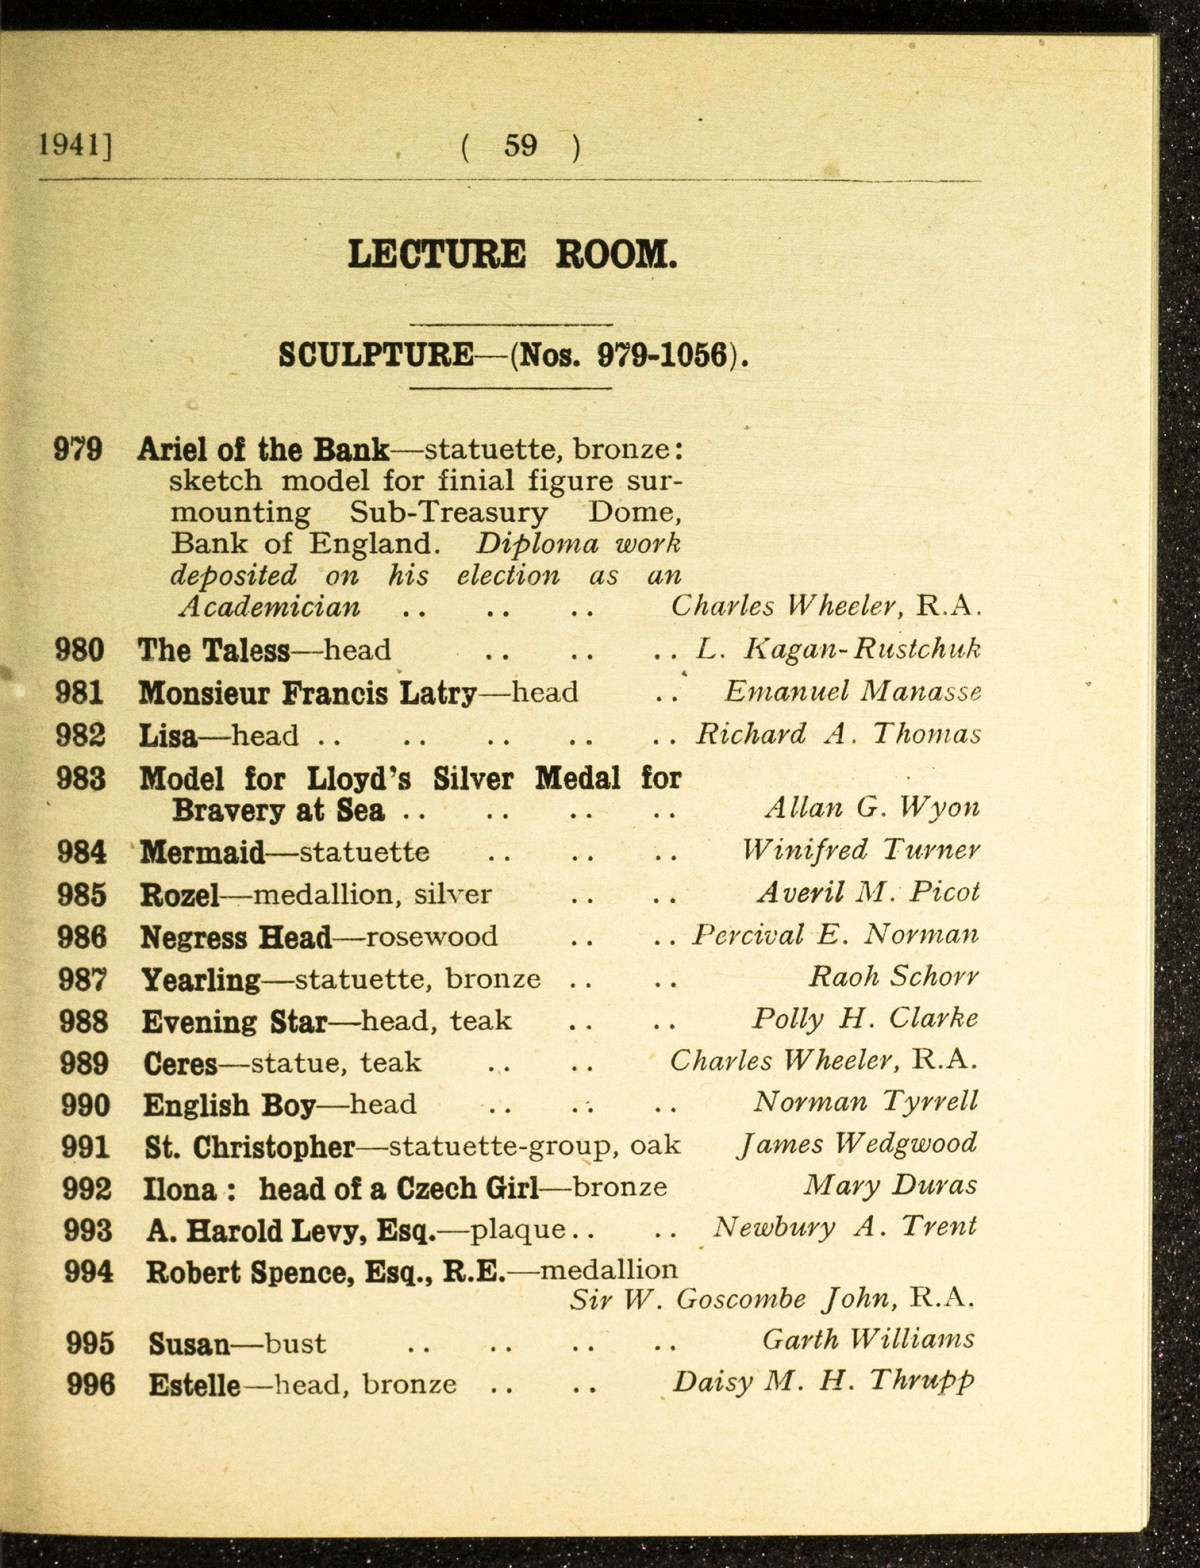 1941] ( 59 )
LECTURE ROOM.
SCULPTURE—(Nos. 979-1056).
979 Ariel of the Bank—statuette, bronze:
sketch model for finial figure sur-
mounting Sub-Treasury Dome,
Bank of England. Diploma work
deposited on his election as an
Academician .. .. .. Charles Wheeler, R.A.
980 The Taless—head .. .. .. L. Kagan-Rustchuk
981 Monsieur Francis Latry—head .. Emanuel Manasse
982 Lisa—head .. .. .. .. .. Richard A. Thomas
983 Model for Lloyd's Silver Medal for
Bravery at Sea .. .. .. .. Allan G. Wyon
984 Mermaid—statuette .. .. .. Winifred Turner
985 Rozel—medallion, silver .. .. Averil M. Picot
986 Negress Head—rosewood .. .. Percival E. Norman
987 Yearling—statuette, bronze .. .. Raoh Schorr
988 Evening Star—head, teak .. .. Polly H. Clarke
989 Ceres—statue, teak .. .. Charles Wheeler, R.A.
990 English Boy—head .. .. .. Norman Tyrrell
991 St. Christopher—statuette-group, oak James Wedgwood
992 Ilona : head of a Czech Girl—bronze Mary Duras
993 A. Harold Levy, Esq.—plaque .. .. Newbury A. Trent
994 Robert Spence, Esq., R.E.—medallion
Sir W. Goscombe John, R.A.
995 Susan—bust .. .. .. .. Garth Williams
996 Estelle—head, bronze .. .. Daisy M. H. Thrupp